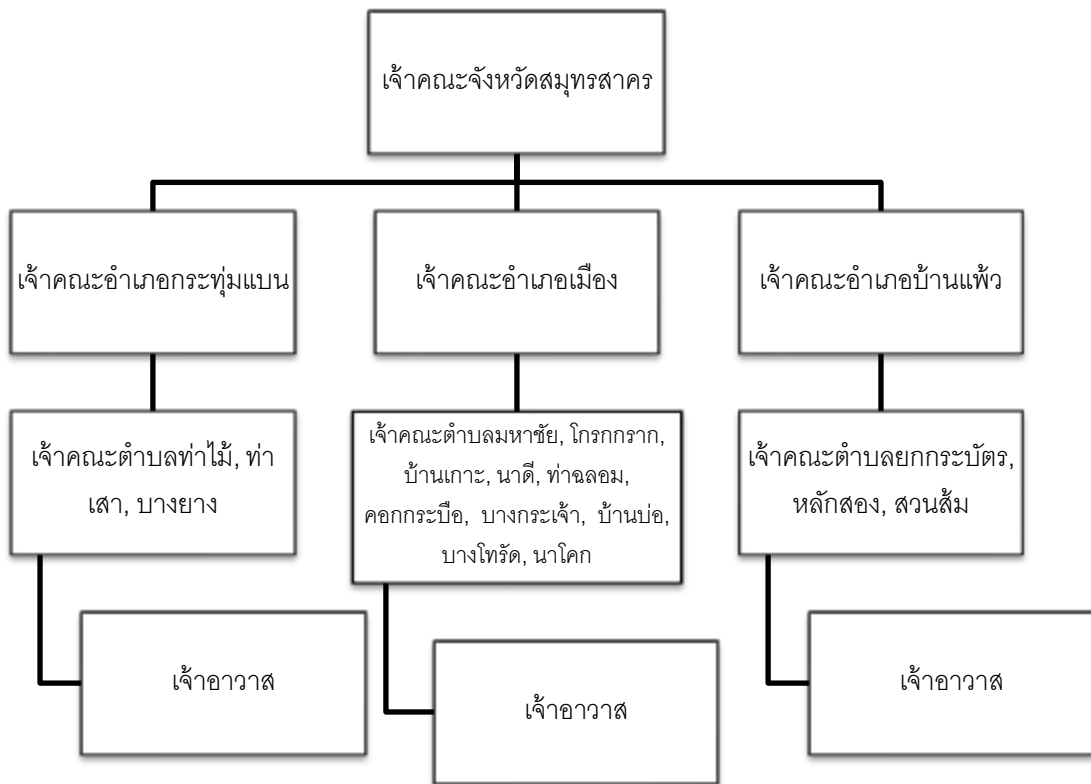 เจ้าคณะจังหวัดสมุทรสาคร
เจ้าคณะอำเภอกระทุ่มแบน
เจ้าคณะอำเภอเมือง
เจ้าคณะอำเภอบ้านแพ้ว
เจ้าคณะตำบลท่าไม้, ท่า
เสา, บางยาง
เจ้าคณะตำบลมหาชัย, โกรกกราก,
บ้านเกาะ, นาดี, ท่าฉลอม,
คอกกระบือ, บางกระเจ้า, บ้านบ่อ,
บางโทรัด, นาโคก
เจ้าคณะตำบลยกกระบัตร,
หลักสอง, สวนส้ม
เจ้าอาวาส
เจ้าอาวาส
เจ้าอาวาส